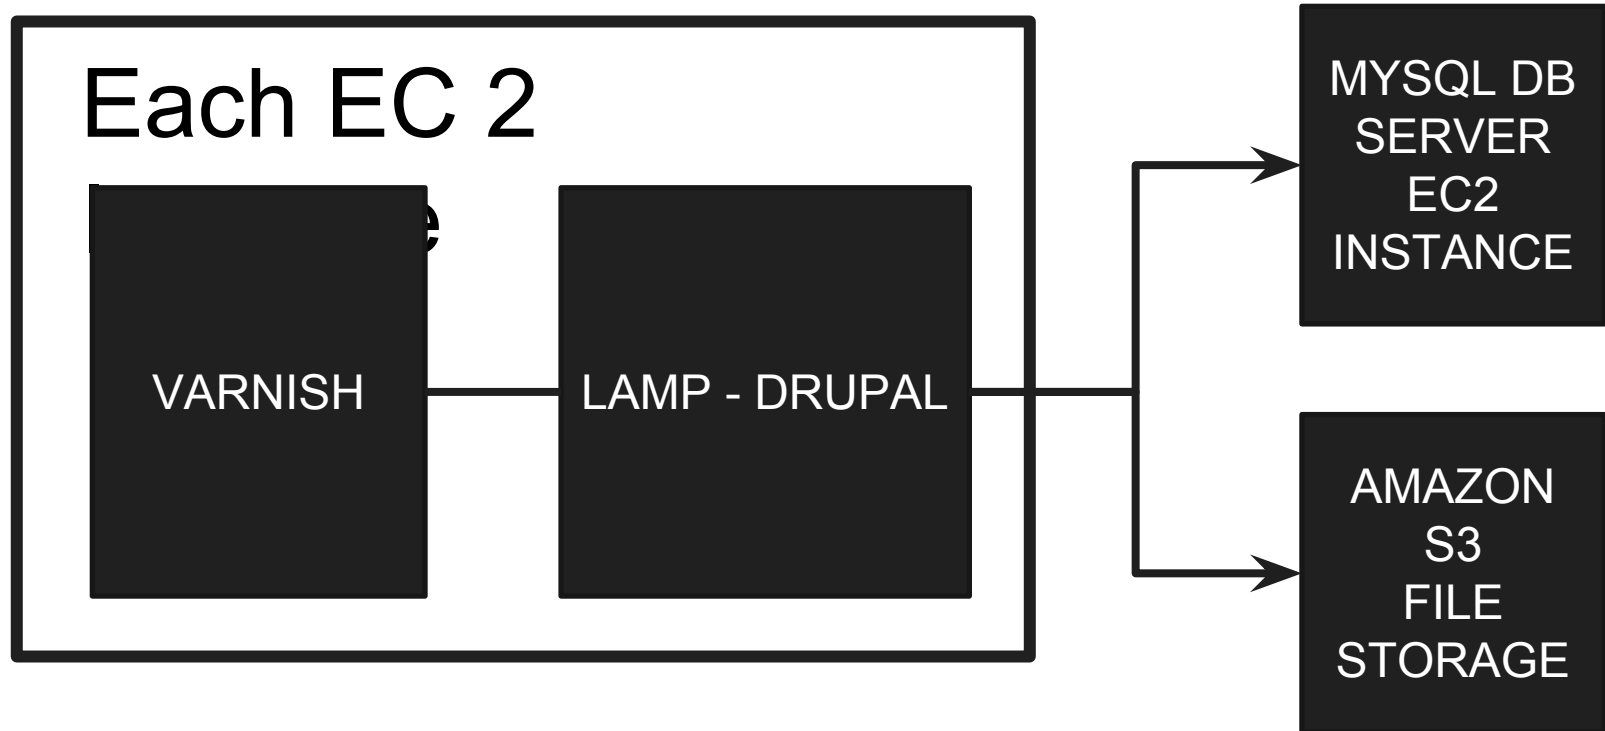 Each EC 2
VARNISH
LAMP - DRUPAL
MYSQL DB
SERVER
EC2
INSTANCE
AMAZON
S3
FILE
STORAGE